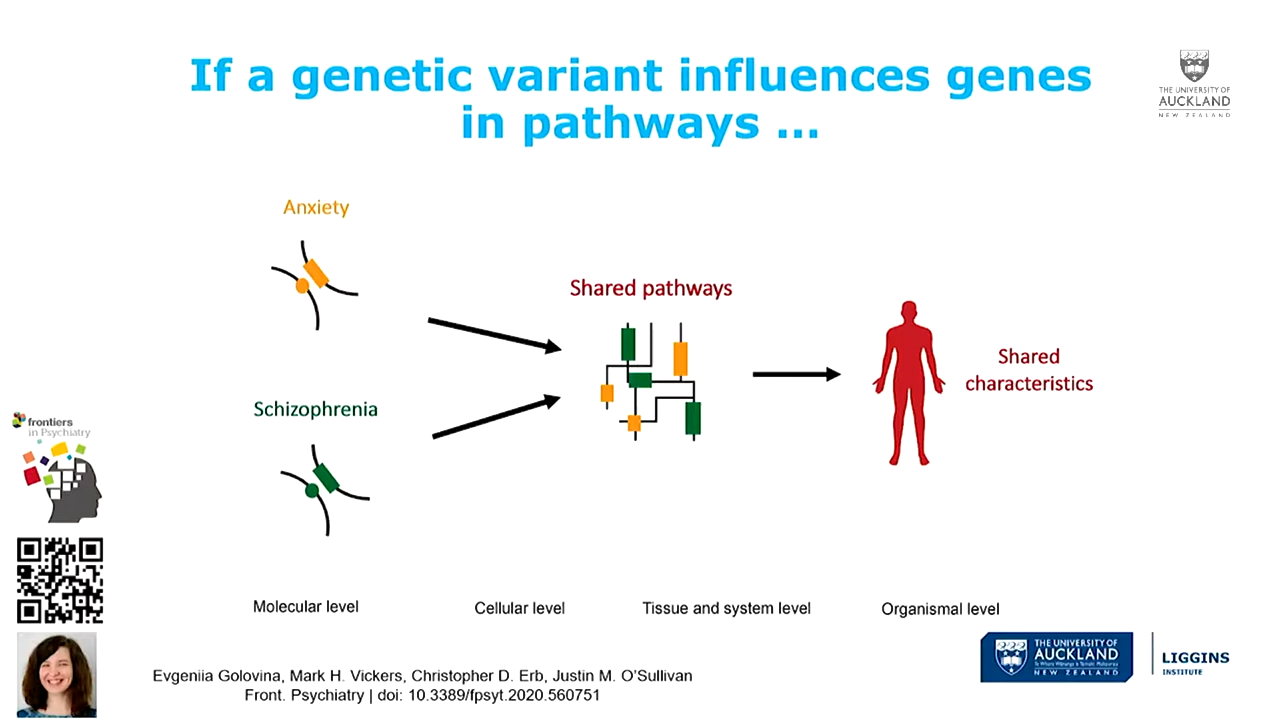 If a genetic variant influences genes
in pathways ...
THE UNIVERSITY OF
AUCKLAND
NEW ZEALAND
Anxiety
Shared pathways
Shared
characteristics
Schizophrenia
frontiers
in Psychiatry
Molecular level
Cellular level
Tissue and system level
Organismal level
Evgeniia Golovina, Mark H. Vickers, Christopher D. Erb, Justin M. O'Sullivan
Front. Psychiatry | doi: 10.3389/fpsyt.2020.560751
THE UNIVERSITY OF
AUCKLAND
NEW ZEALAND
LIGGINS
INSTITUTE